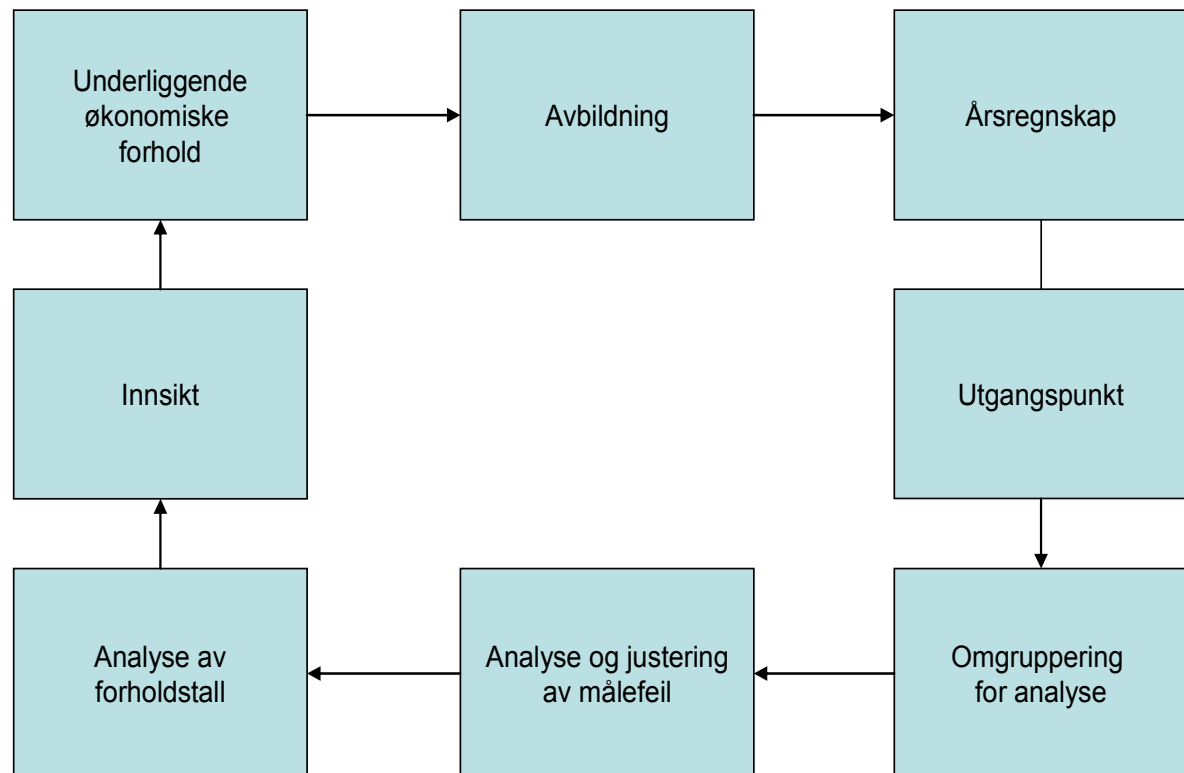 Underliggende
økonomiske
forhold
Avbildning
Årsregnskap
Innsikt
Utgangspunkt
Analyse av
forholdstall
Analyse og justering
av målefeil
Omgruppering
for analyse